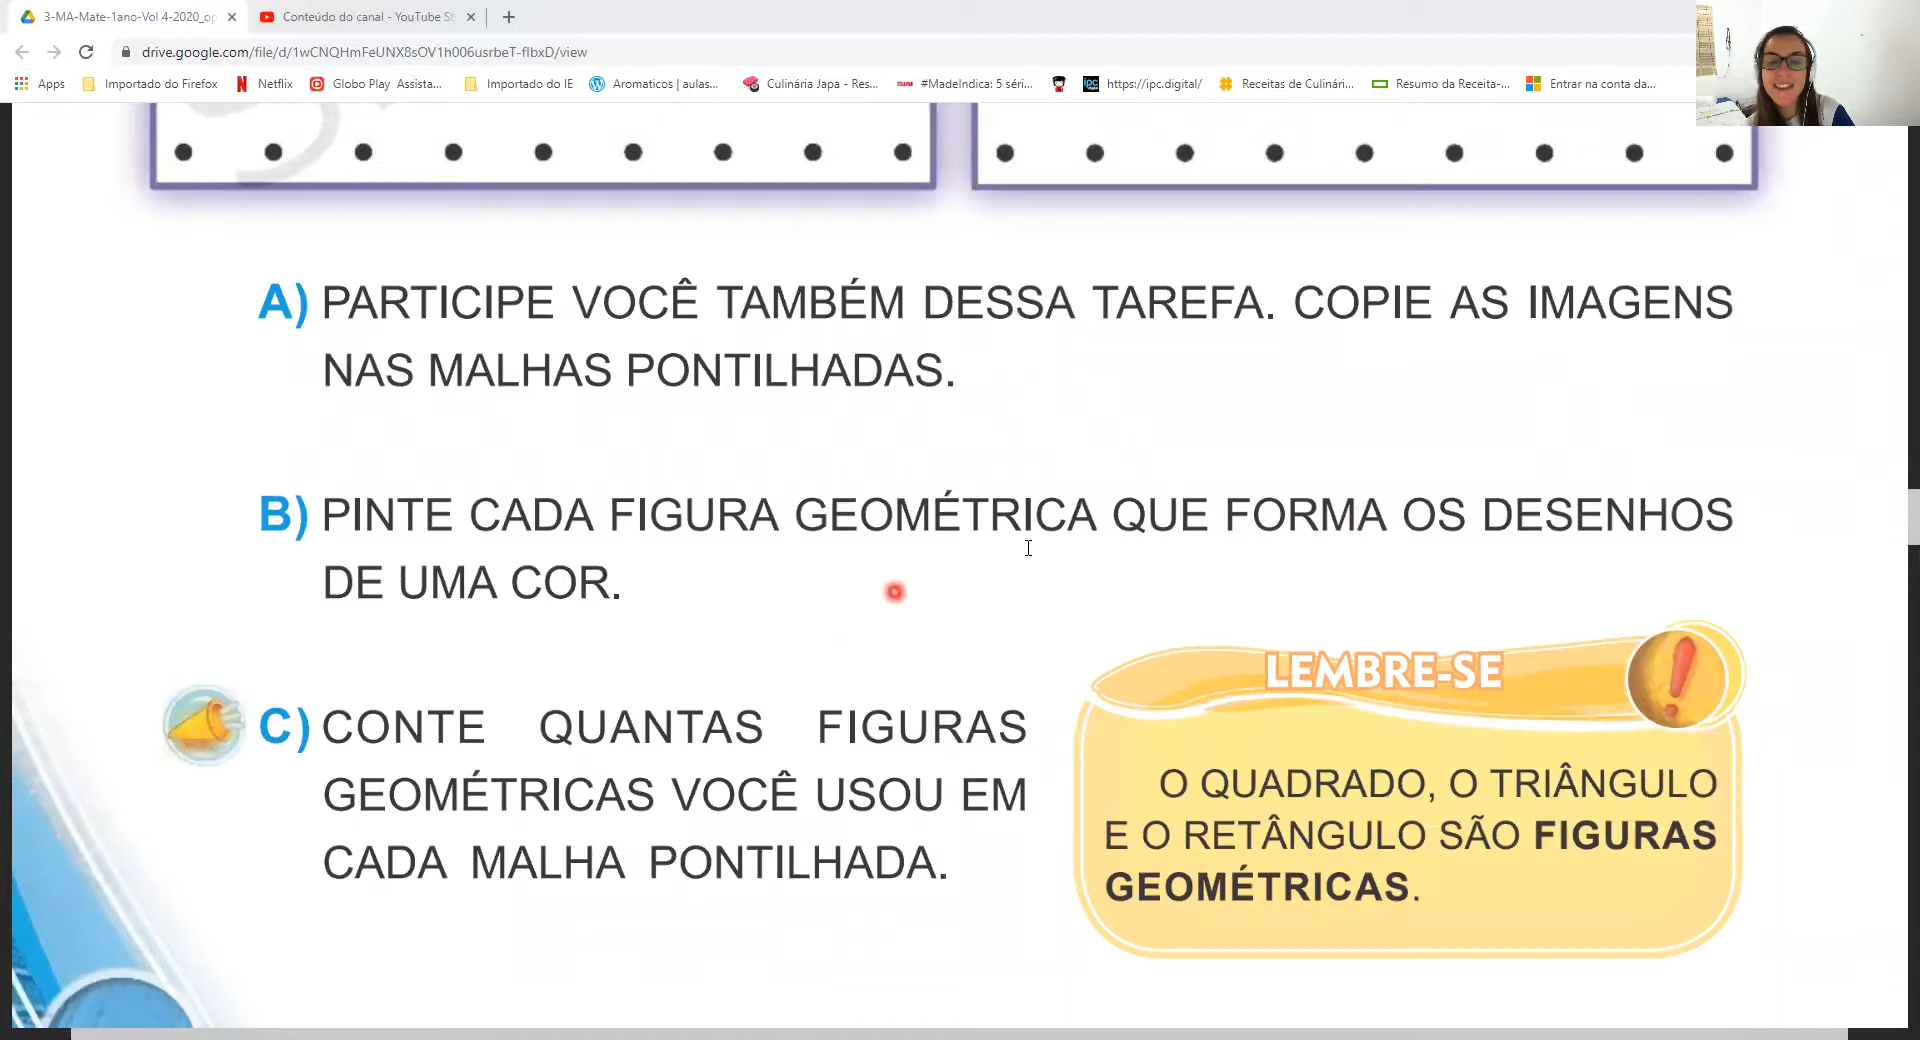 3-MA-Mate-1ano-Vol 4-2020_op
Conteúdo do canal - YouTube St
drive.google.com/file/d/1wCNQHmFeUNX8sOV1h006usrbeT-flbxD/view
Apps
Importado do Firefox
Netflix
Globo Play Assista...
Importado do IE
Aromaticos | aulas...
Culinária Japa - Res...
#MadeIndica: 5 séri...
https://ipc.digital/
Receitas de Culinári...
Resumo da Receita-...
Entrar na conta da...
A) PARTICIPE VOCÊ TAMBÉM DESSA TAREFA. COPIE AS IMAGENS
NAS MALHAS PONTILHADAS.
B) PINTE CADA FIGURA GEOMÉTRICA QUE FORMA OS DESENHOS
DE UMA COR.
C) CONTE QUANTAS FIGURAS
GEOMÉTRICAS VOCÊ USOU EM
CADA MALHA PONTILHADA.
LEMBRE-SE
O QUADRADO, O TRIÂNGULO
E O RETÂNGULO SÃO FIGURAS
GEOMÉTRICAS.